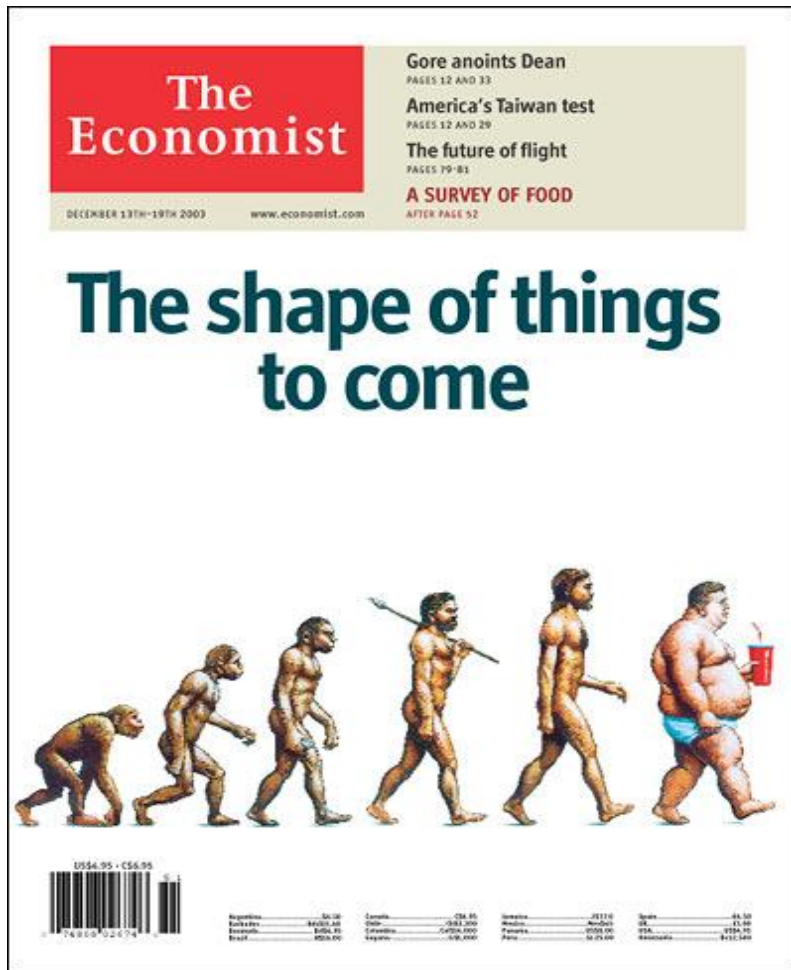 The
Economist
DECEMBER 13TH–19TH 2003 www.economist.com
Gore anoints Dean
PAGES 12 AND 33
America's Taiwan test
PAGES 12 AND 29
The future of flight
PAGES 79-81
A SURVEY OF FOOD
AFTER PAGE 52
The shape of things
to come
US$4.95 · C$6.95